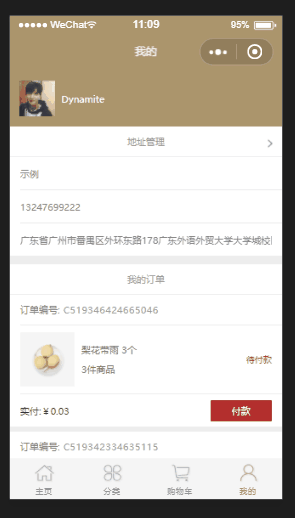 WeChat 11:09 95%
我的
Dynamite
地址管理
示例
13247699222
广东省广州市番禺区外环东路178广东外语外贸大学大学城校
我的订单
订单编号: C519346424665046
梨花带雨 3个
3件商品
待付款
实付:¥ 0.03
付款
订单编号: C519342334635115
主页 分类 购物车 我的